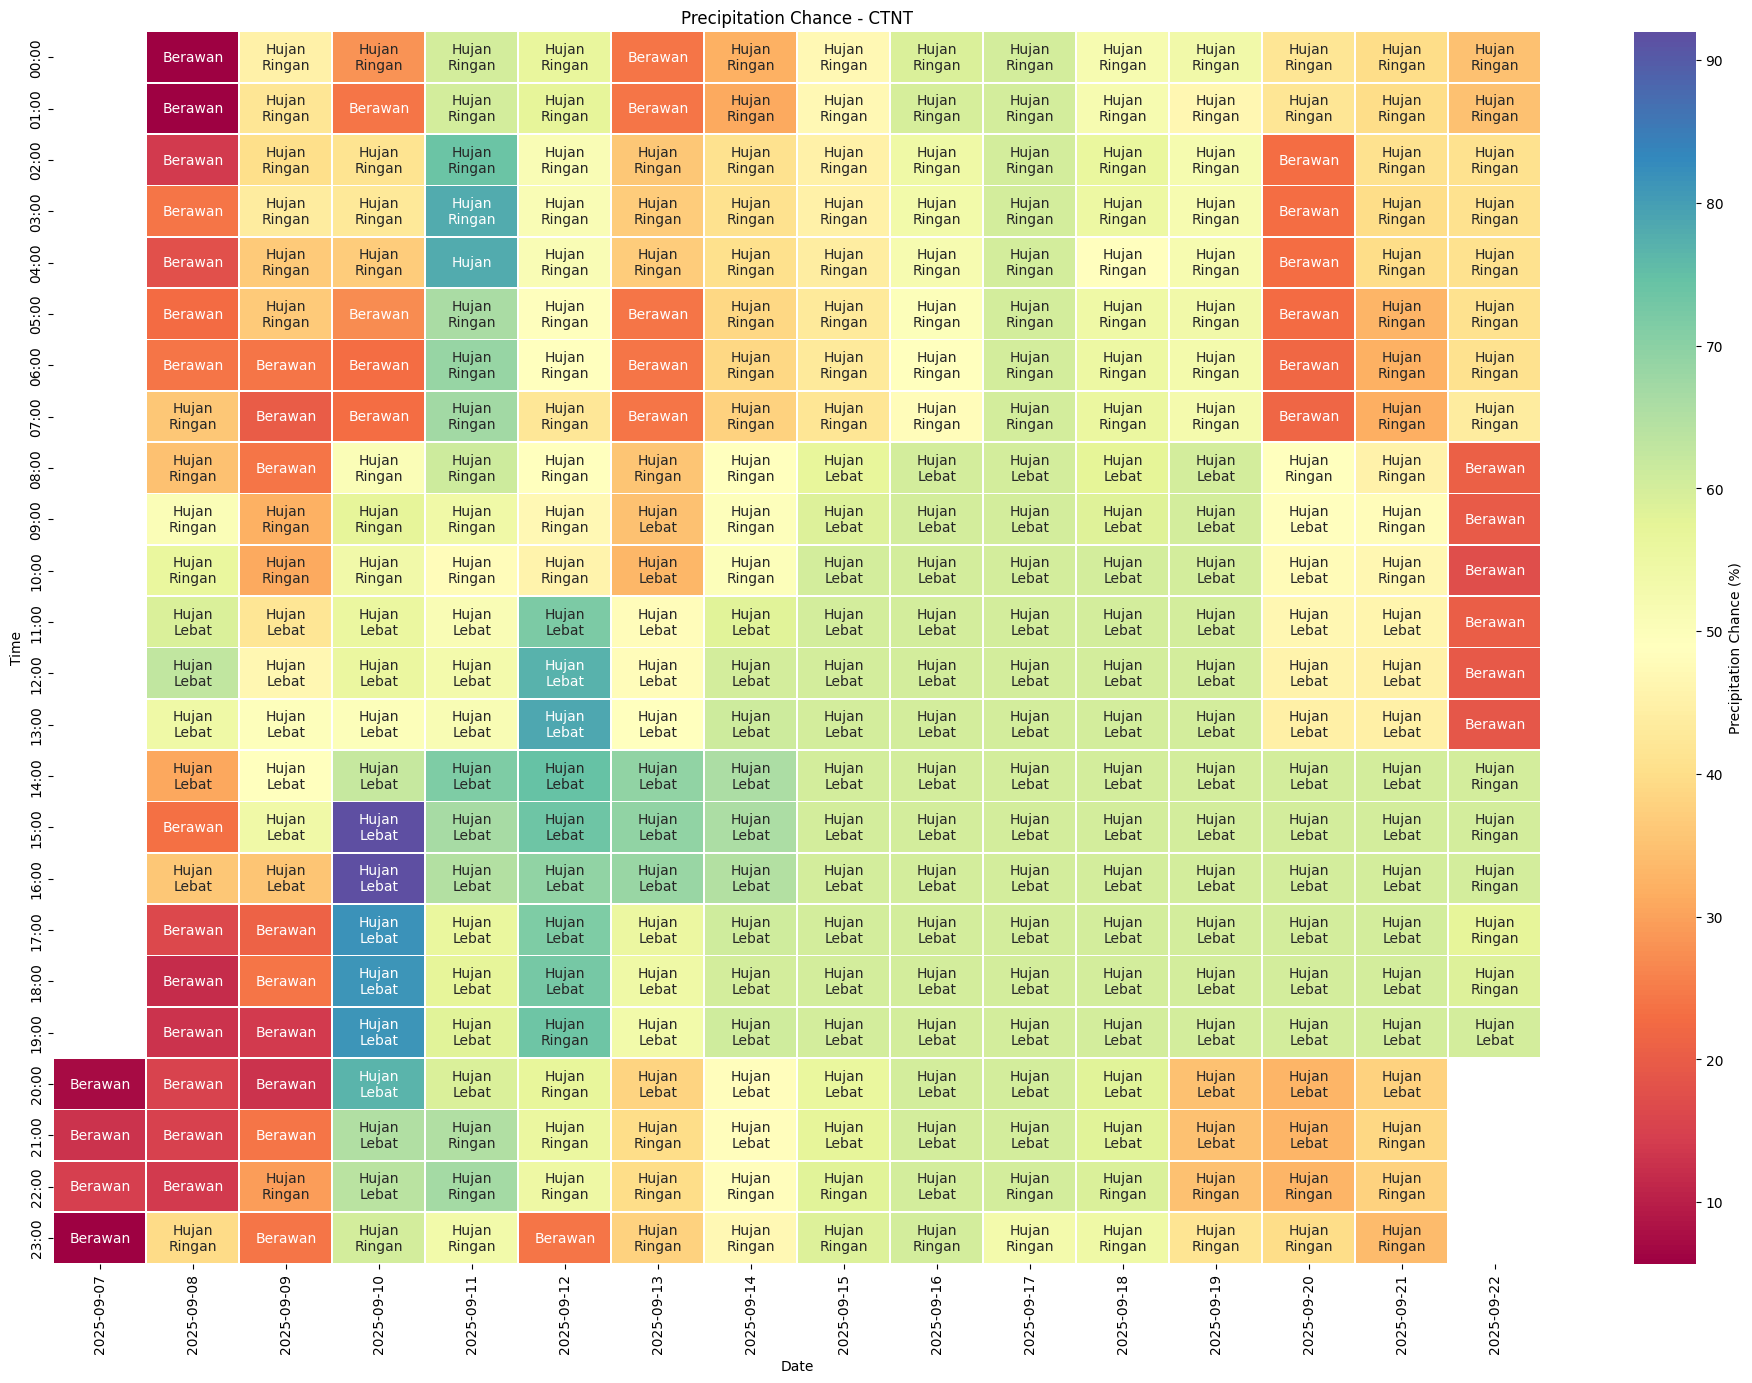 Precipitation Chance - CTNT
00:00 Berawan Hujan Ringan Hujan Ringan Hujan Ringan Hujan Ringan Berawan Hujan Ringan Hujan Ringan Hujan Ringan Hujan Ringan Hujan Ringan Hujan Ringan Hujan Ringan Hujan Ringan Hujan Ringan
01:00 Berawan Hujan Ringan Berawan Hujan Ringan Hujan Ringan Berawan Hujan Ringan Hujan Ringan Hujan Ringan Hujan Ringan Hujan Ringan Hujan Ringan Hujan Ringan Hujan Ringan Hujan Ringan
02:00 Berawan Hujan Ringan Hujan Ringan Hujan Ringan Hujan Ringan Hujan Ringan Hujan Ringan Hujan Ringan Hujan Ringan Hujan Ringan Hujan Ringan Hujan Ringan Berawan Hujan Ringan Hujan Ringan
03:00 Berawan Hujan Ringan Hujan Ringan Hujan Ringan Hujan Ringan Hujan Ringan Hujan Ringan Hujan Ringan Hujan Ringan Hujan Ringan Hujan Ringan Hujan Ringan Berawan Hujan Ringan Hujan Ringan
04:00 Berawan Hujan Ringan Hujan Ringan Hujan Hujan Ringan Hujan Ringan Hujan Ringan Hujan Ringan Hujan Ringan Hujan Ringan Hujan Ringan Hujan Ringan Berawan Hujan Ringan Hujan Ringan
05:00 Berawan Hujan Ringan Berawan Hujan Ringan Hujan Ringan Berawan Hujan Ringan Hujan Ringan Hujan Ringan Hujan Ringan Hujan Ringan Hujan Ringan Berawan Hujan Ringan Hujan Ringan
06:00 Berawan Berawan Berawan Hujan Ringan Hujan Ringan Berawan Hujan Ringan Hujan Ringan Hujan Ringan Hujan Ringan Hujan Ringan Hujan Ringan Berawan Hujan Ringan Hujan Ringan
07:00 Hujan Ringan Berawan Berawan Hujan Ringan Hujan Ringan Berawan Hujan Ringan Hujan Ringan Hujan Ringan Hujan Ringan Hujan Ringan Hujan Ringan Berawan Hujan Ringan Hujan Ringan
08:00 Hujan Ringan Berawan Hujan Ringan Hujan Ringan Hujan Ringan Hujan Ringan Hujan Ringan Hujan Lebat Hujan Lebat Hujan Lebat Hujan Lebat Hujan Lebat Hujan Ringan Hujan Ringan Berawan
09:00 Hujan Ringan Hujan Ringan Hujan Ringan Hujan Ringan Hujan Ringan Hujan Lebat Hujan Ringan Hujan Lebat Hujan Lebat Hujan Lebat Hujan Lebat Hujan Lebat Hujan Lebat Hujan Ringan Berawan
10:00 Hujan Ringan Hujan Ringan Hujan Ringan Hujan Ringan Hujan Ringan Hujan Lebat Hujan Ringan Hujan Lebat Hujan Lebat Hujan Lebat Hujan Lebat Hujan Lebat Hujan Lebat Hujan Ringan Berawan
11:00 Hujan Lebat Hujan Lebat Hujan Lebat Hujan Lebat Hujan Lebat Hujan Lebat Hujan Lebat Hujan Lebat Hujan Lebat Hujan Lebat Hujan Lebat Hujan Lebat Hujan Lebat Hujan Lebat Berawan
12:00 Hujan Lebat Hujan Lebat Hujan Lebat Hujan Lebat Hujan Lebat Hujan Lebat Hujan Lebat Hujan Lebat Hujan Lebat Hujan Lebat Hujan Lebat Hujan Lebat Hujan Lebat Hujan Lebat Berawan
13:00 Hujan Lebat Hujan Lebat Hujan Lebat Hujan Lebat Hujan Lebat Hujan Lebat Hujan Lebat Hujan Lebat Hujan Lebat Hujan Lebat Hujan Lebat Hujan Lebat Hujan Lebat Hujan Lebat Berawan
14:00 Hujan Lebat Hujan Lebat Hujan Lebat Hujan Lebat Hujan Lebat Hujan Lebat Hujan Lebat Hujan Lebat Hujan Lebat Hujan Lebat Hujan Lebat Hujan Lebat Hujan Lebat Hujan Lebat Hujan Ringan
15:00 Berawan Hujan Lebat Hujan Lebat Hujan Lebat Hujan Lebat Hujan Lebat Hujan Lebat Hujan Lebat Hujan Lebat Hujan Lebat Hujan Lebat Hujan Lebat Hujan Lebat Hujan Lebat Hujan Ringan
16:00 Hujan Lebat Hujan Lebat Hujan Lebat Hujan Lebat Hujan Lebat Hujan Lebat Hujan Lebat Hujan Lebat Hujan Lebat Hujan Lebat Hujan Lebat Hujan Lebat Hujan Lebat Hujan Lebat Hujan Ringan
17:00 Berawan Berawan Hujan Lebat Hujan Lebat Hujan Lebat Hujan Lebat Hujan Lebat Hujan Lebat Hujan Lebat Hujan Lebat Hujan Lebat Hujan Lebat Hujan Lebat Hujan Lebat Hujan Ringan
18:00 Berawan Berawan Hujan Lebat Hujan Lebat Hujan Lebat Hujan Lebat Hujan Lebat Hujan Lebat Hujan Lebat Hujan Lebat Hujan Lebat Hujan Lebat Hujan Lebat Hujan Lebat Hujan Ringan
19:00 Berawan Berawan Hujan Lebat Hujan Lebat Hujan Ringan Hujan Lebat Hujan Lebat Hujan Lebat Hujan Lebat Hujan Lebat Hujan Lebat Hujan Lebat Hujan Lebat Hujan Lebat Hujan Lebat
20:00 Berawan Berawan Berawan Hujan Lebat Hujan Lebat Hujan Ringan Hujan Lebat Hujan Lebat Hujan Lebat Hujan Lebat Hujan Lebat Hujan Lebat Hujan Lebat Hujan Lebat Hujan Lebat
21:00 Berawan Berawan Berawan Hujan Lebat Hujan Ringan Hujan Ringan Hujan Ringan Hujan Lebat Hujan Lebat Hujan Lebat Hujan Lebat Hujan Lebat Hujan Lebat Hujan Lebat Hujan Ringan
22:00 Berawan Berawan Hujan Ringan Hujan Lebat Hujan Ringan Hujan Ringan Hujan Ringan Hujan Ringan Hujan Ringan Hujan Lebat Hujan Ringan Hujan Ringan Hujan Ringan Hujan Ringan Hujan Ringan
23:00 Berawan Hujan Ringan Berawan Hujan Ringan Hujan Ringan Berawan Hujan Ringan Hujan Ringan Hujan Ringan Hujan Ringan Hujan Ringan Hujan Ringan Hujan Ringan Hujan Ringan Hujan Ringan
2025-09-07 2025-09-08 2025-09-09 2025-09-10 2025-09-11 2025-09-12 2025-09-13 2025-09-14 2025-09-15 2025-09-16 2025-09-17 2025-09-18 2025-09-19 2025-09-20 2025-09-21 2025-09-22
Time
Date
90
80
70
60
50
40
30
20
10
Precipitation Chance (%)